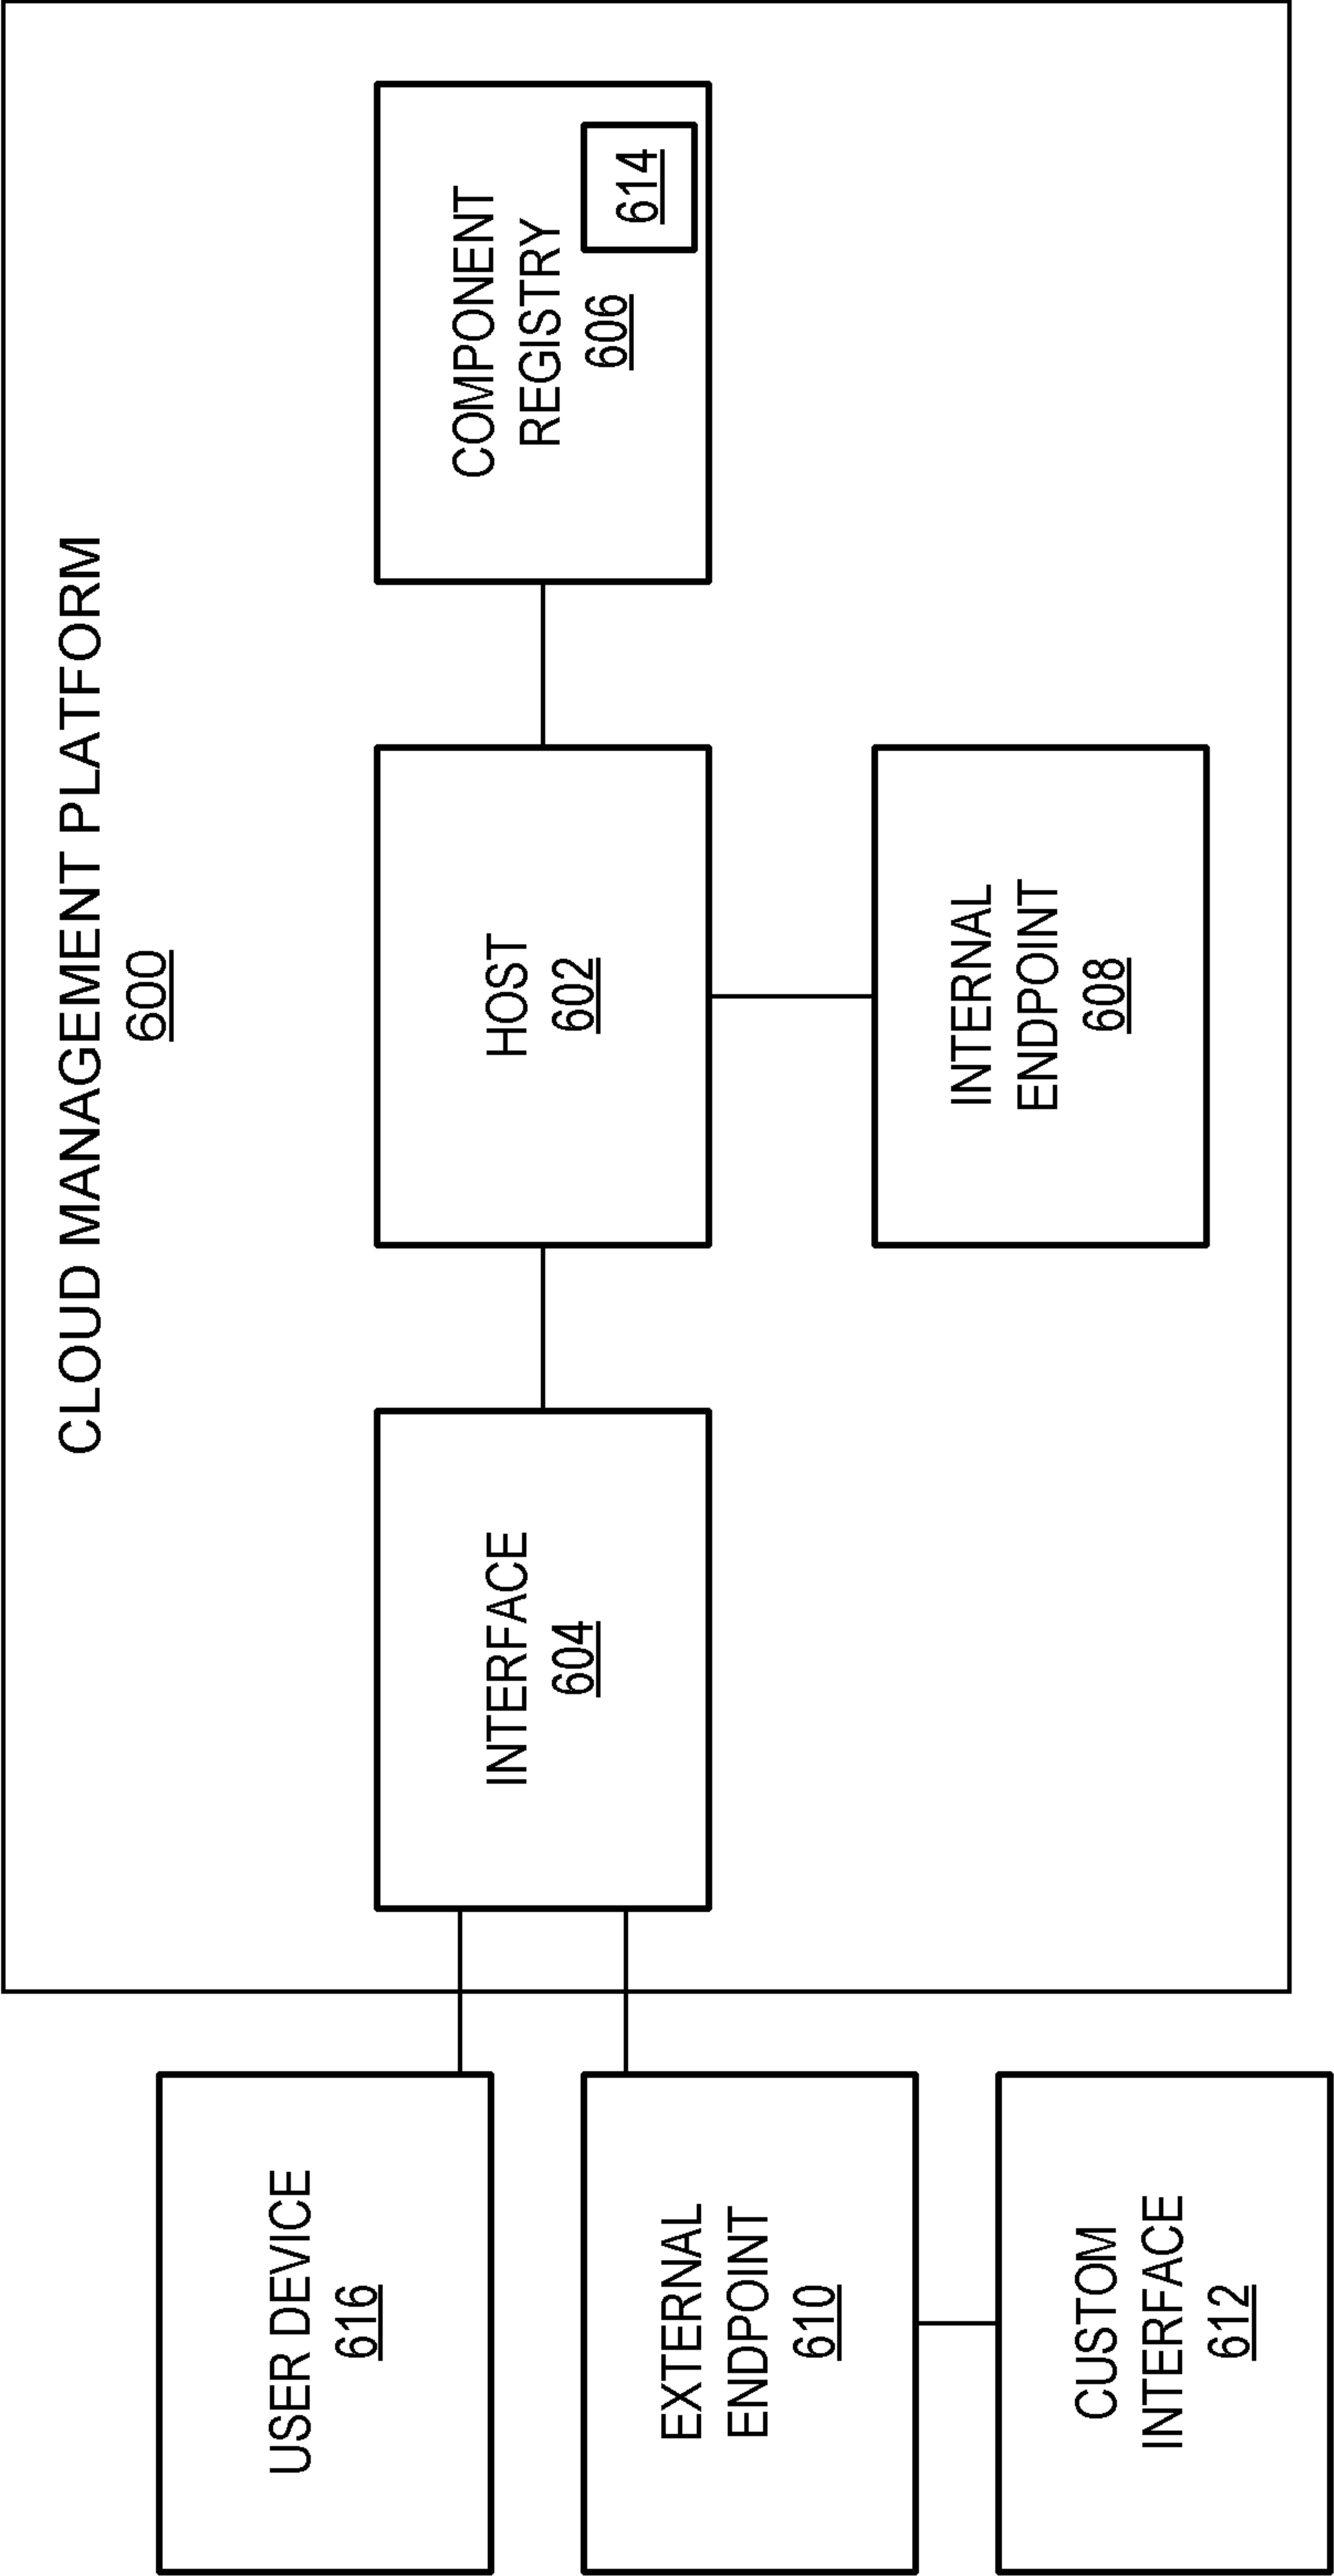 CLOUD MANAGEMENT PLATFORM
600
USER DEVICE
616
INTERFACE
604
HOST
602
COMPONENT
REGISTRY
606
614
EXTERNAL
ENDPOINT
610
INTERNAL
ENDPOINT
608
CUSTOM
INTERFACE
612